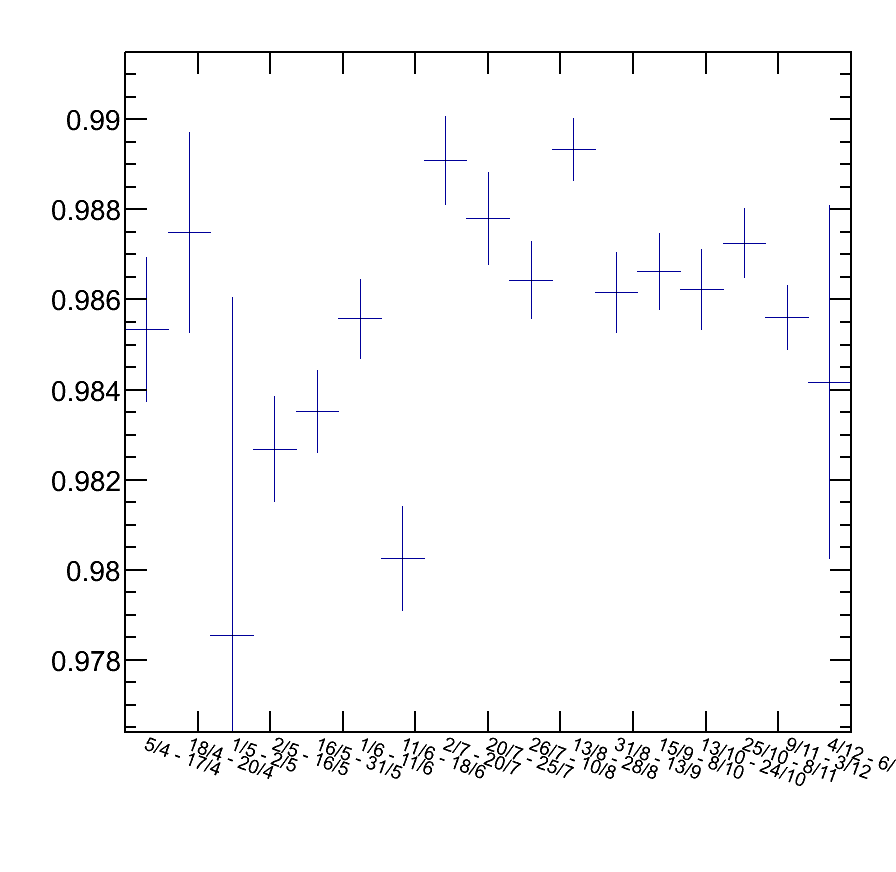 0.99
0.988
0.986
0.984
0.982
0.98
0.978
5/4 - 17/4
18/4 - 20/4
1/5 - 2/5
2/5 - 16/5
16/5 - 31/5
1/6 - 11/6
11/6 - 18/6
2/7 - 20/7
20/7 - 25/7
26/7 - 10/8
13/8 - 28/8
31/8 - 13/9
15/9 - 8/10
13/10 - 24/10
25/10 - 8/11
9/11 - 3/12
4/12 - 6/